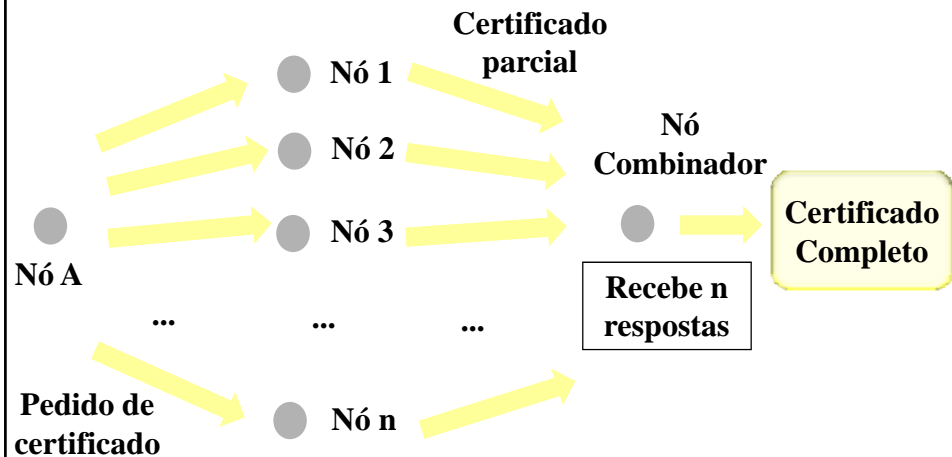 Certificado
parcial
Nó 1
Nó 2
Nó
Combinador
Nó 3
Certificado
Completo
Nó A
Recebe n
respostas
...
...
...
Pedido de
certificado
Nó n